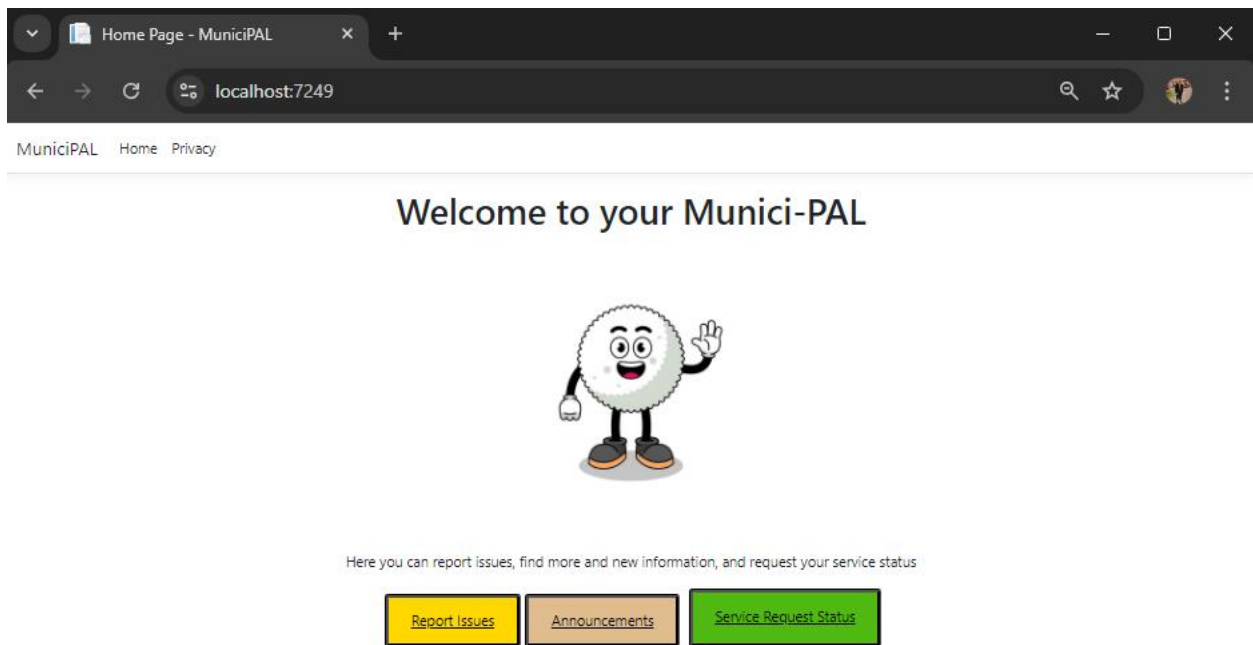 Home Page - MuniciPAL
localhost:7249
MuniciPAL Home Privacy
Welcome to your Munici-PAL
Here you can report issues, find more and new information, and request your service status
Report Issues Announcements Service Request Status